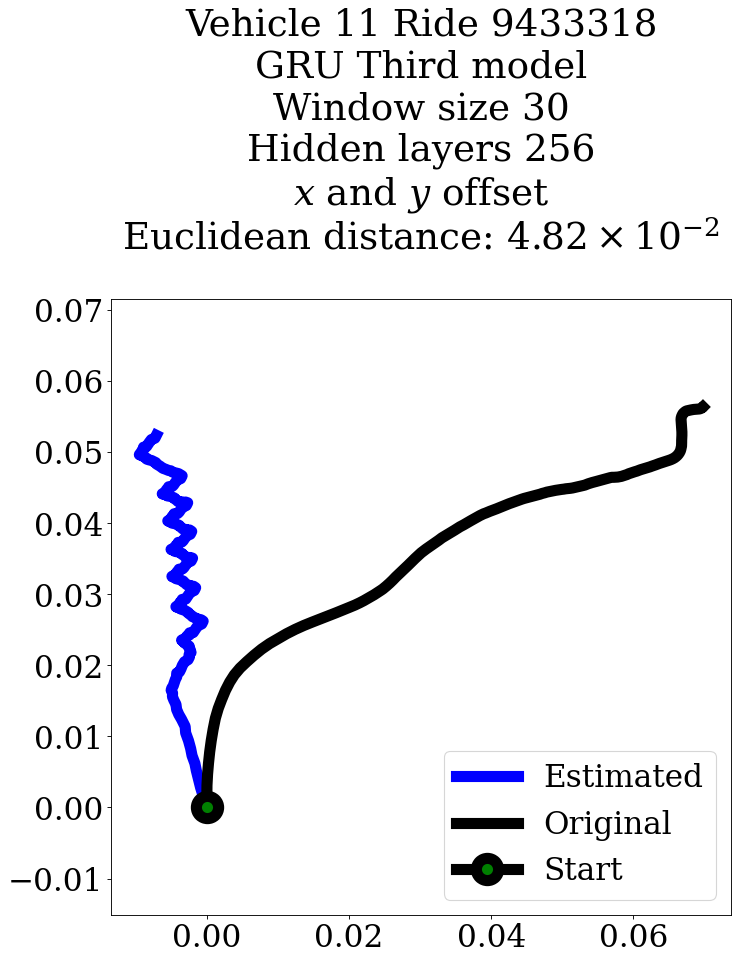 Vehicle 11 Ride 9433318
GRU Third model
Window size 30
Hidden layers 256
x and y offset
Euclidean distance: 4.82 × 10⁻²
0.07
0.06
0.05
0.04
0.03
0.02
0.01
0.00
−0.01
Estimated
Original
Start
0.00 0.02 0.04 0.06